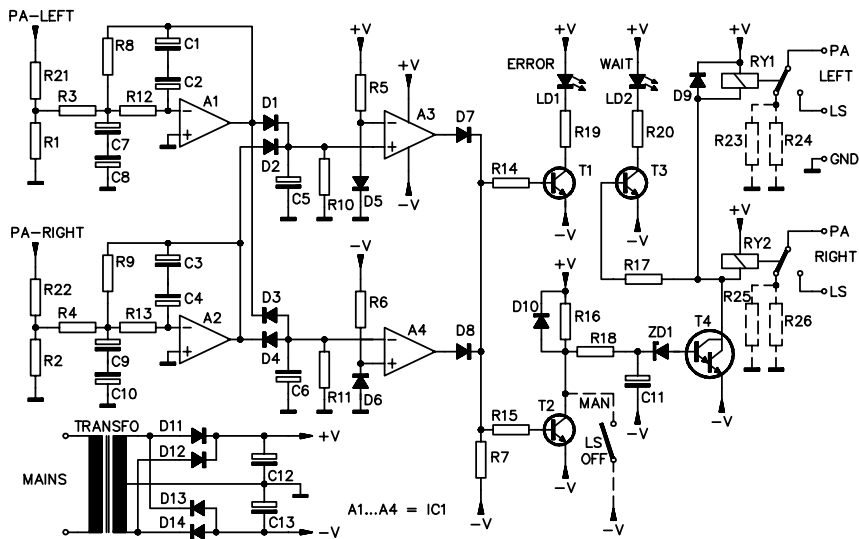 PA-LEFT
+V +V +V +V
R8 C1 ERROR WAIT RY1 PA
R21 C2 R5 +V LD1 LD2 D9 LEFT
R3 R12 A1 D1 A3 D7 R19 R20 LS
R1 C7 D2 R23 R24
C8 C5 R10 D5 R14 T1 T3 GND
-V -V -V
PA-RIGHT
-V +V +V PA
R9 C3 RY2 RIGHT
R22 C4 D3 R6 R17 LS
R4 R13 A2 A4 D8 D10 R16 R25
D4 R18 ZD1 T4 R26
R2 C9 C6 R11 D6 C11
C10 R15 T2 MAN
TRANSFO D11 LS OFF
+V R7 -V -V
D12 C12 -V
MAINS D13
D14 C13 -V
A1...A4 = IC1 -V